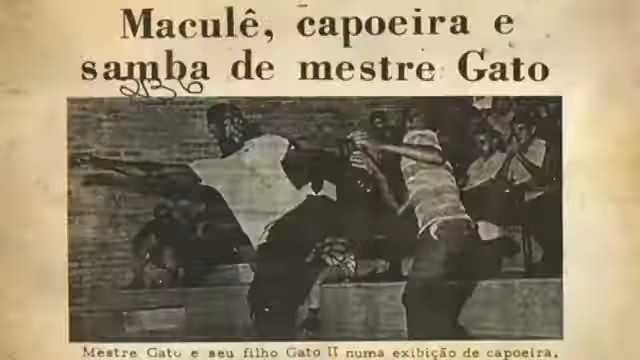 Maculê, capoeira e
samba de mestre Gato
Mestre Gato e seu filho Gato II numa exibição de capoeira,